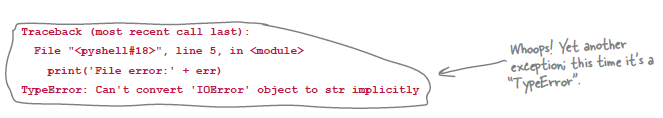 Traceback (most recent call last):
File "<pyshell#18>", line 5, in <module>
print('File error:' + err)
TypeError: Can't convert 'IOError' object to str implicitly
Whoops! Yet another
exception; this time it's a
"TypeError".